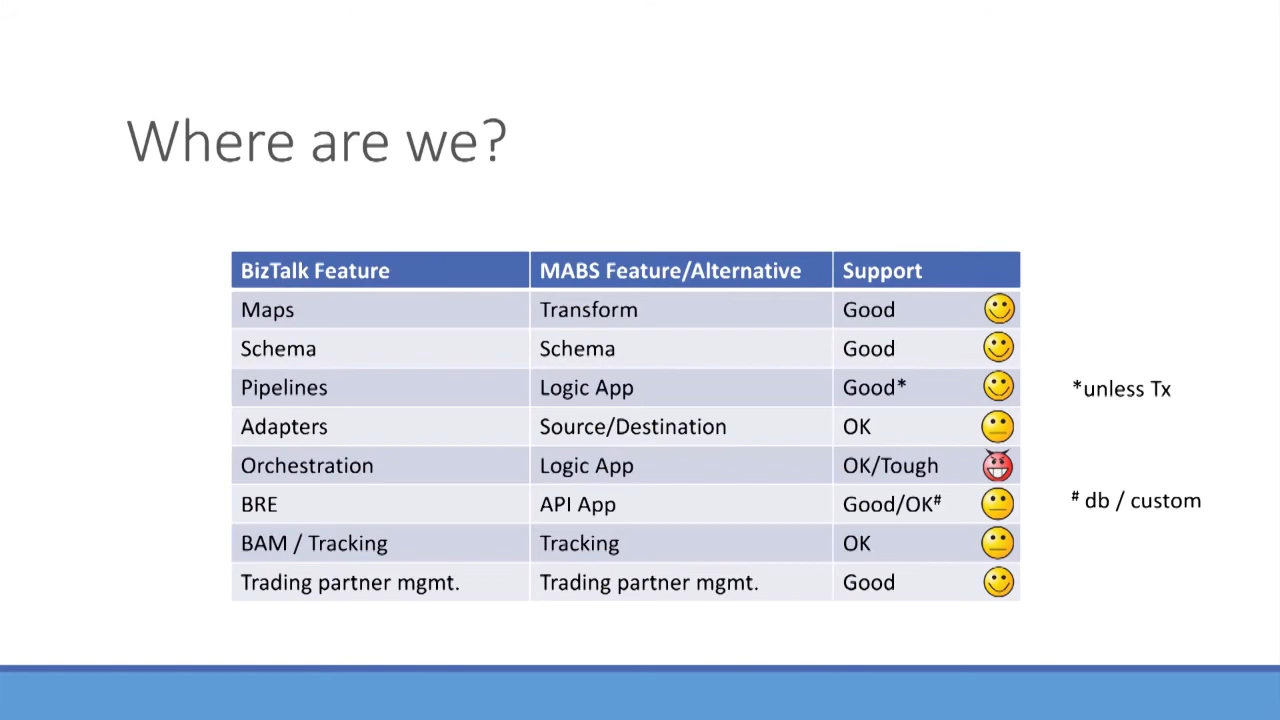 Where are we?
BizTalk Feature MABS Feature/Alternative Support
Maps Transform Good
Schema Schema Good
Pipelines Logic App Good* *unless Tx
Adapters Source/Destination OK
Orchestration Logic App OK/Tough
BRE API App Good/OK# # db / custom
BAM / Tracking Tracking OK
Trading partner mgmt. Trading partner mgmt. Good